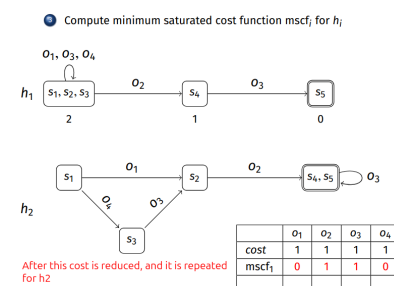 3 Compute minimum saturated cost function mscfᵢ for hᵢ
o₁, o₃, o₄
h₁ s₁, s₂, s₃ o₂ s₄ o₃ s₅
2 1 0
s₁ o₁ s₂ o₂ s₄, s₅ o₃
h₂ o₄ o₃
s₃
o₁ o₂ o₃ o₄
cost 1 1 1 1
mscf₁ 0 1 1 0
After this cost is reduced, and it is repeated
for h2